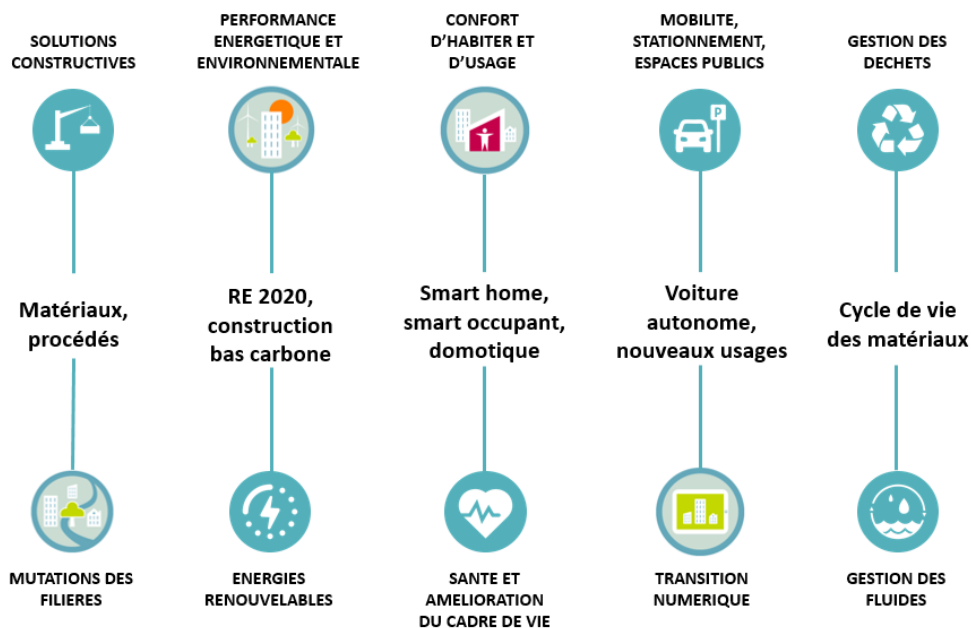 SOLUTIONS
CONSTRUCTIVES
PERFORMANCE
ENERGETIQUE ET
ENVIRONNEMENTALE
CONFORT
D'HABITER ET
D'USAGE
MOBILITE,
STATIONNEMENT,
ESPACES PUBLICS
GESTION DES
DECHETS
P
Matériaux,
procédés
RE 2020,
construction
bas carbone
Smart home,
smart occupant,
domotique
Voiture
autonome,
nouveaux usages
Cycle de vie
des matériaux
MUTATIONS DES
FILIERES
ENERGIES
RENOUVELABLES
SANTE ET
AMELIORATION
DU CADRE DE VIE
TRANSITION
NUMERIQUE
GESTION DES
FLUIDES